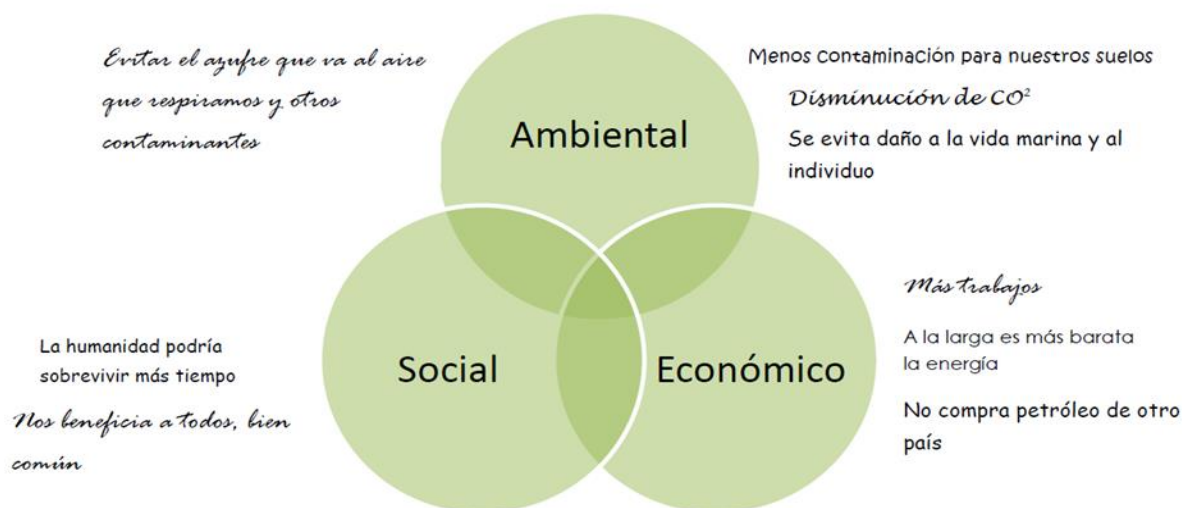 Evitar el azufre que va al aire
que respiramos y otros
contaminantes
Menos contaminación para nuestros suelos
Disminución de CO²
Se evita daño a la vida marina y al
individuo
Ambiental
Más trabajos
A la larga es más barata
la energía
No compra petróleo de otro
país
Económico
Social
La humanidad podría
sobrevivir más tiempo
Nos beneficia a todos, bien
común